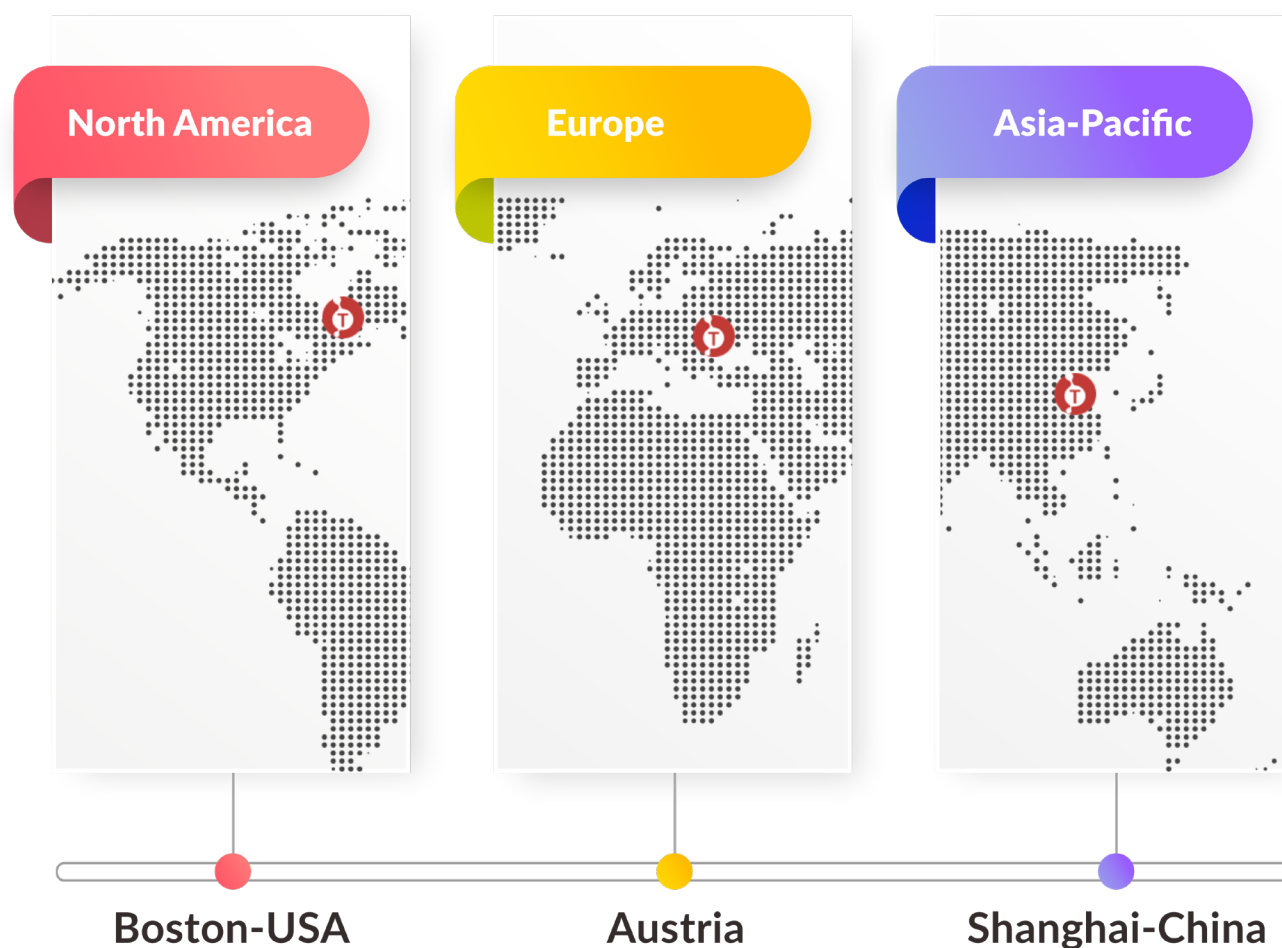 North America
Europe
Asia-Pacific
T
T
T
Boston-USA
Austria
Shanghai-China